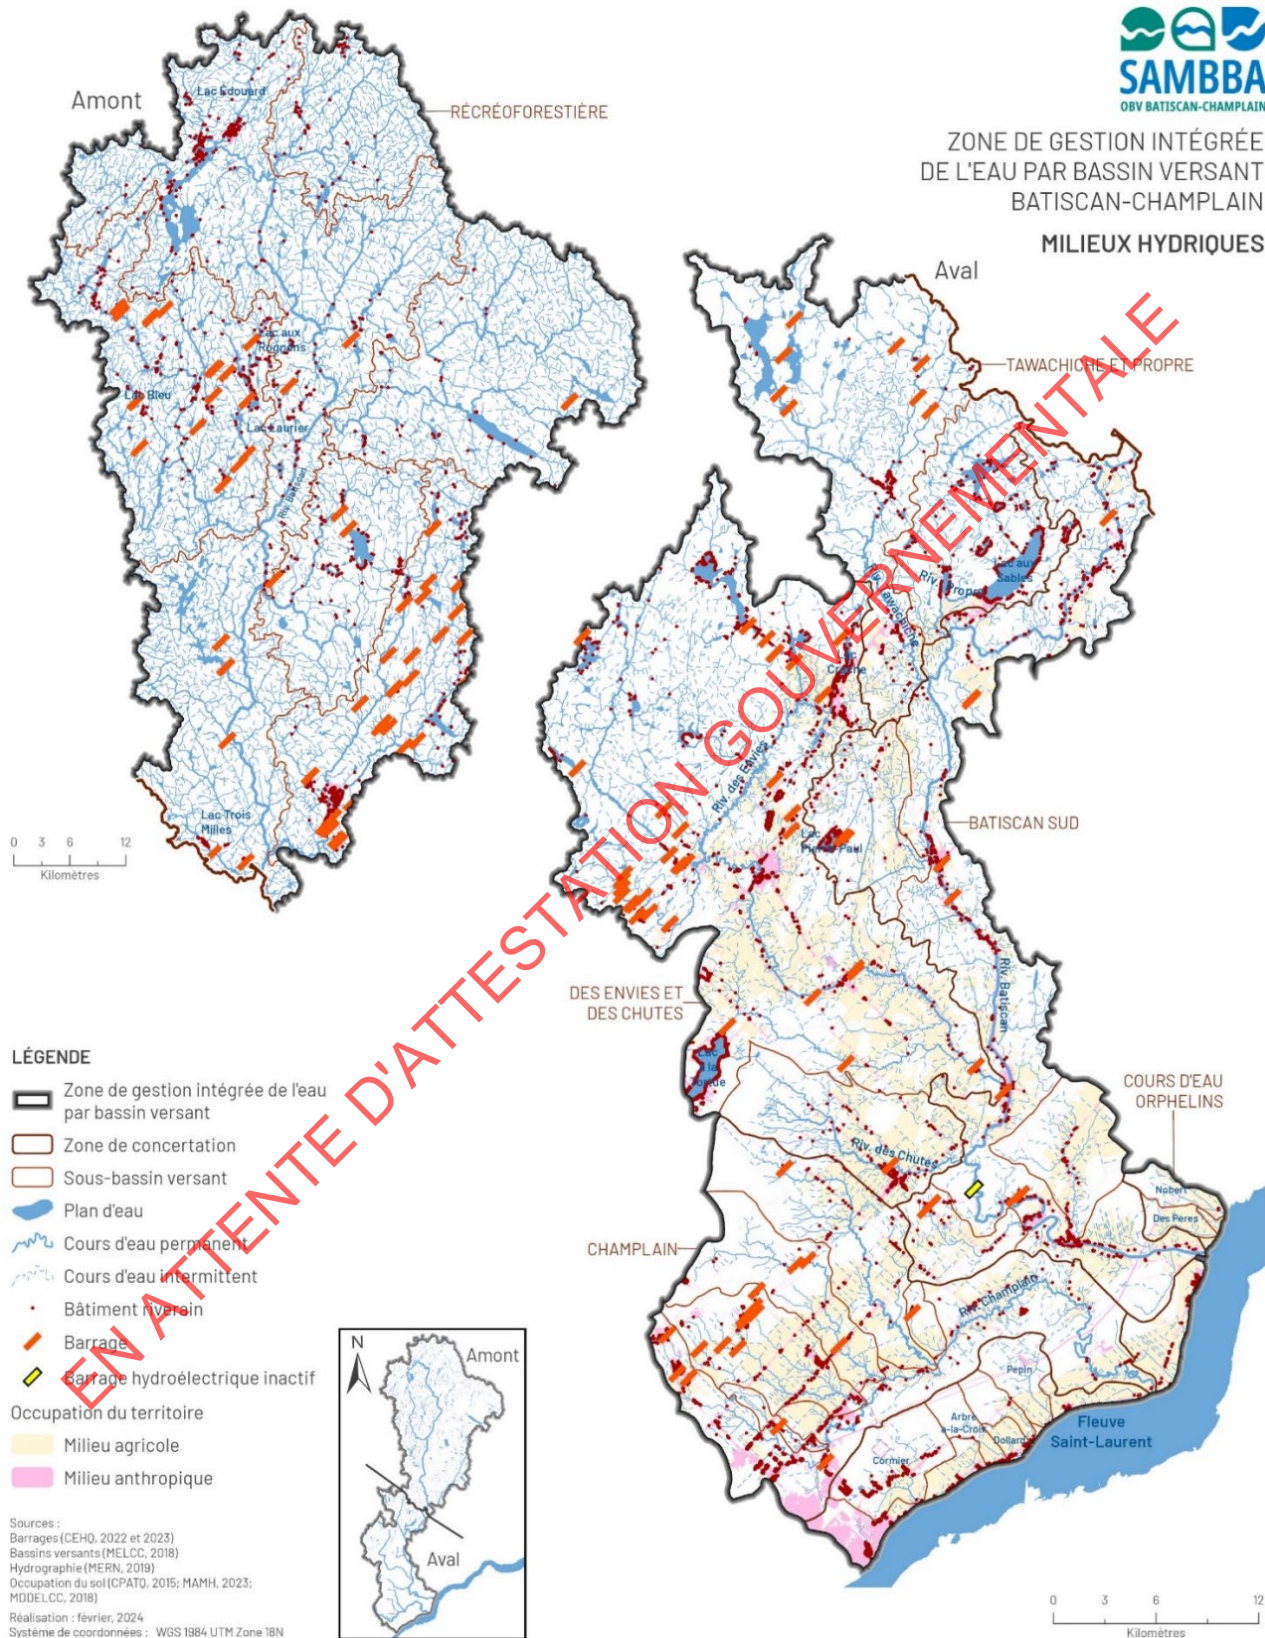 SAMBBA
OBV BATISCAN-CHAMPLAIN
ZONE DE GESTION INTÉGRÉE
DE L'EAU PAR BASSIN VERSANT
BATISCAN-CHAMPLAIN
MILIEUX HYDRIQUES
Amont
Lac Édouard
RÉCRÉOFORESTIÈRE
Lac aux
Rognons
Lac Bleu
Lac Laurier
Riv. Batiscan
Lac Trois
Milles
0 3 6 12
Kilomètres
Aval
TAWACHICHE ET PROPRE
Lac aux
Sables
Riv. Propre
Riv. Tawachiche
Lac
Croche
Riv. des Envies
Lac
Pierre-Paul
BATISCAN SUD
Riv. Batiscan
DES ENVIES ET
DES CHUTES
Lac
à la
Tortue
COURS D'EAU
ORPHELINS
Riv. des Chutes
Nobert
Des Pères
CHAMPLAIN
Riv. Champlain
Pepin
Arbre
à-la-Croix
Dollard
Cormier
Fleuve
Saint-Laurent
EN ATTENTE D'ATTESTATION GOUVERNEMENTALE
LÉGENDE
Zone de gestion intégrée de l'eau
par bassin versant
Zone de concertation
Sous-bassin versant
Plan d'eau
Cours d'eau permanent
Cours d'eau intermittent
Bâtiment riverain
Barrage
Barrage hydroélectrique inactif
Occupation du territoire
Milieu agricole
Milieu anthropique
N
Amont
Aval
Sources :
Barrages (CEHQ, 2022 et 2023)
Bassins versants (MELCC, 2018)
Hydrographie (MERN, 2019)
Occupation du sol (CPATQ, 2015; MAMH, 2023;
MDDELCC, 2018)
Réalisation : février, 2024
Système de coordonnées : WGS 1984 UTM Zone 18N
0 3 6 12
Kilomètres